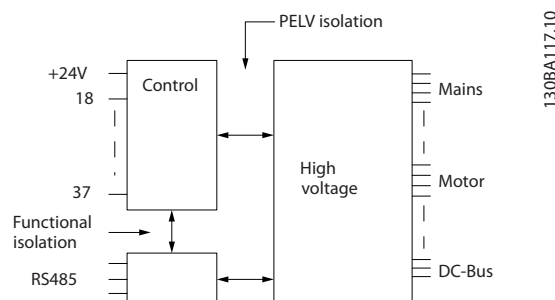 PELV isolation
+24V
18
37
Control
High
voltage
Mains
Motor
DC-Bus
Functional
isolation
RS485
130BA117.10